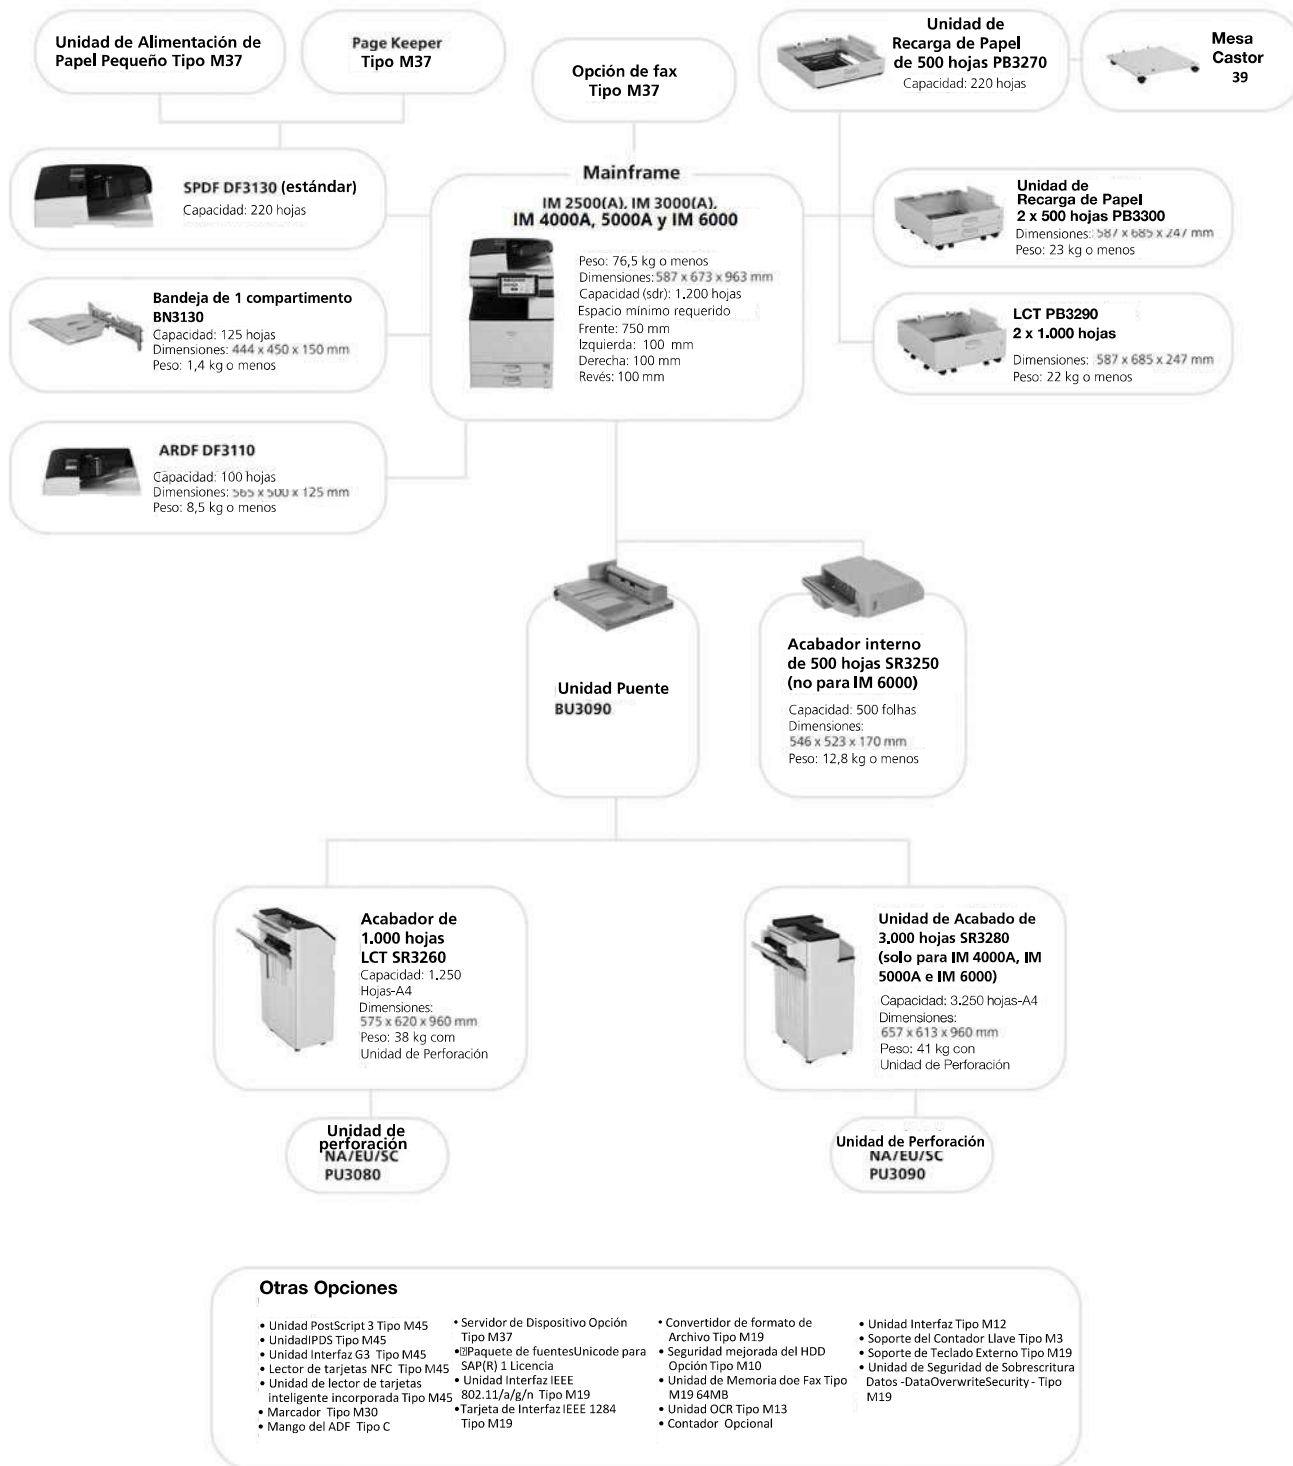 Unidad de Alimentación de
Papel Pequeño Tipo M37
Page Keeper
Tipo M37
Opción de fax
Tipo M37
Unidad de
Recarga de Papel
de 500 hojas PB3270
Capacidad: 220 hojas
Mesa
Castor
39
SPDF DF3130 (estándar)
Capacidad: 220 hojas
Mainframe
IM 2500(A), IM 3000(A),
IM 4000A, 5000A y IM 6000
Peso: 76,5 kg o menos
Dimensiones: 587 x 673 x 963 mm
Capacidad (sdr): 1.200 hojas
Espacio mínimo requerido
Frente: 750 mm
Izquierda: 100 mm
Derecha: 100 mm
Revés: 100 mm
Unidad de
Recarga de Papel
2 x 500 hojas PB3300
Dimensiones: 587 x 685 x 247 mm
Peso: 23 kg o menos
Bandeja de 1 compartimento
BN3130
Capacidad: 125 hojas
Dimensiones: 444 x 450 x 150 mm
Peso: 1,4 kg o menos
LCT PB3290
2 x 1.000 hojas
Dimensiones: 587 x 685 x 247 mm
Peso: 22 kg o menos
ARDF DF3110
Capacidad: 100 hojas
Dimensiones: 565 x 500 x 125 mm
Peso: 8,5 kg o menos
Unidad Puente
BU3090
Acabador interno
de 500 hojas SR3250
(no para IM 6000)
Capacidad: 500 folhas
Dimensiones:
546 x 523 x 170 mm
Peso: 12,8 kg o menos
Acabador de
1.000 hojas
LCT SR3260
Capacidad: 1.250
Hojas-A4
Dimensiones:
575 x 620 x 960 mm
Peso: 38 kg com
Unidad de Perforación
Unidad de Acabado de
3.000 hojas SR3280
(solo para IM 4000A, IM
5000A e IM 6000)
Capacidad: 3.250 hojas-A4
Dimensiones:
657 x 613 x 960 mm
Peso: 41 kg con
Unidad de Perforación
Unidad de
perforación
NA/EU/SC
PU3080
Unidad de Perforación
NA/EU/SC
PU3090
Otras Opciones
• Unidad PostScript 3 Tipo M45
• UnidadIPDS Tipo M45
• Unidad Interfaz G3 Tipo M45
• Lector de tarjetas NFC Tipo M45
• Unidad de lector de tarjetas
inteligente incorporada Tipo M45
• Marcador Tipo M30
• Mango del ADF Tipo C
• Servidor de Dispositivo Opción
Tipo M37
• Paquete de fuentesUnicode para
SAP(R) 1 Licencia
• Unidad Interfaz IEEE
802.11/a/g/n Tipo M19
• Tarjeta de Interfaz IEEE 1284
Tipo M19
• Convertidor de formato de
Archivo Tipo M19
• Seguridad mejorada del HDD
Opción Tipo M10
• Unidad de Memoria doe Fax Tipo
M19 64MB
• Unidad OCR Tipo M13
• Contador Opcional
• Unidad Interfaz Tipo M12
• Soporte del Contador Llave Tipo M3
• Soporte de Teclado Externo Tipo M19
• Unidad de Seguridad de Sobrescritura
Datos -DataOverwriteSecurity - Tipo
M19